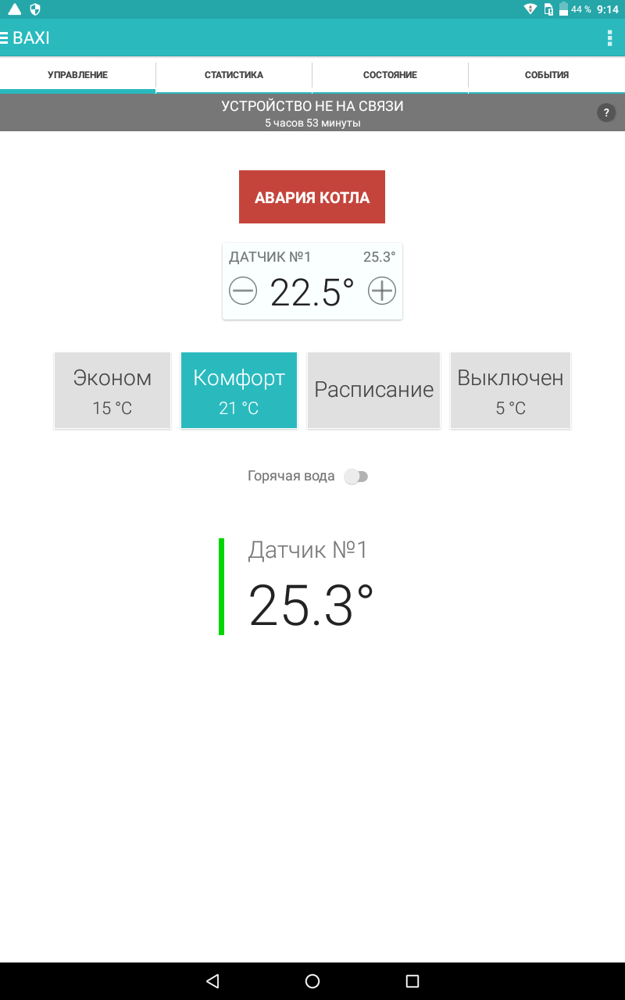 44 % 9:14
BAXI
УПРАВЛЕНИЕ СТАТИСТИКА СОСТОЯНИЕ СОБЫТИЯ
УСТРОЙСТВО НЕ НА СВЯЗИ
5 часов 53 минуты
?
АВАРИЯ КОТЛА
ДАТЧИК №1 25.3°
22.5°
Эконом Комфорт Расписание Выключен
15 °C 21 °C 5 °C
Горячая вода
Датчик №1
25.3°